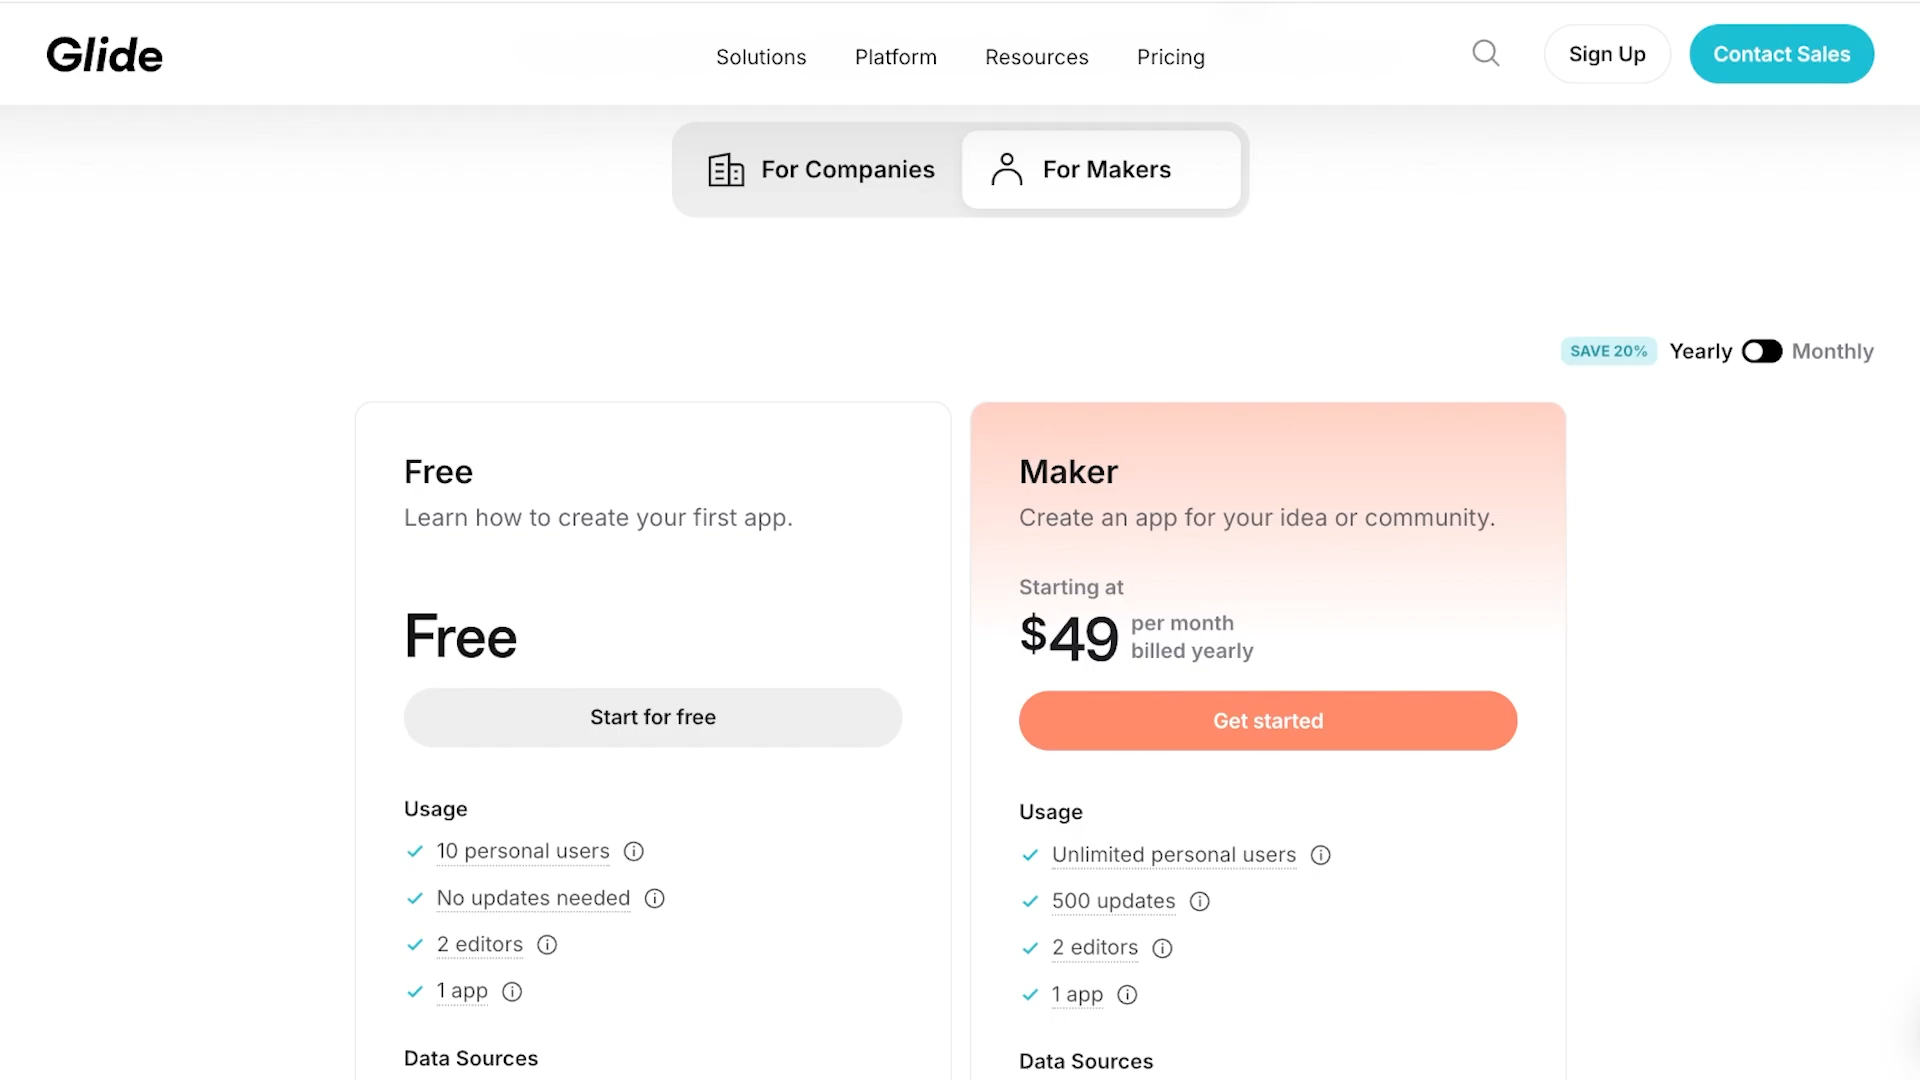 Glide
Solutions
Platform
Resources
Pricing
Sign Up
Contact Sales
For Companies
For Makers
SAVE 20%
Yearly
Monthly
Free
Learn how to create your first app.
Free
Start for free
Usage
10 personal users
No updates needed
2 editors
1 app
Data Sources
Maker
Create an app for your idea or community.
Starting at
$49
per month
billed yearly
Get started
Usage
Unlimited personal users
500 updates
2 editors
1 app
Data Sources